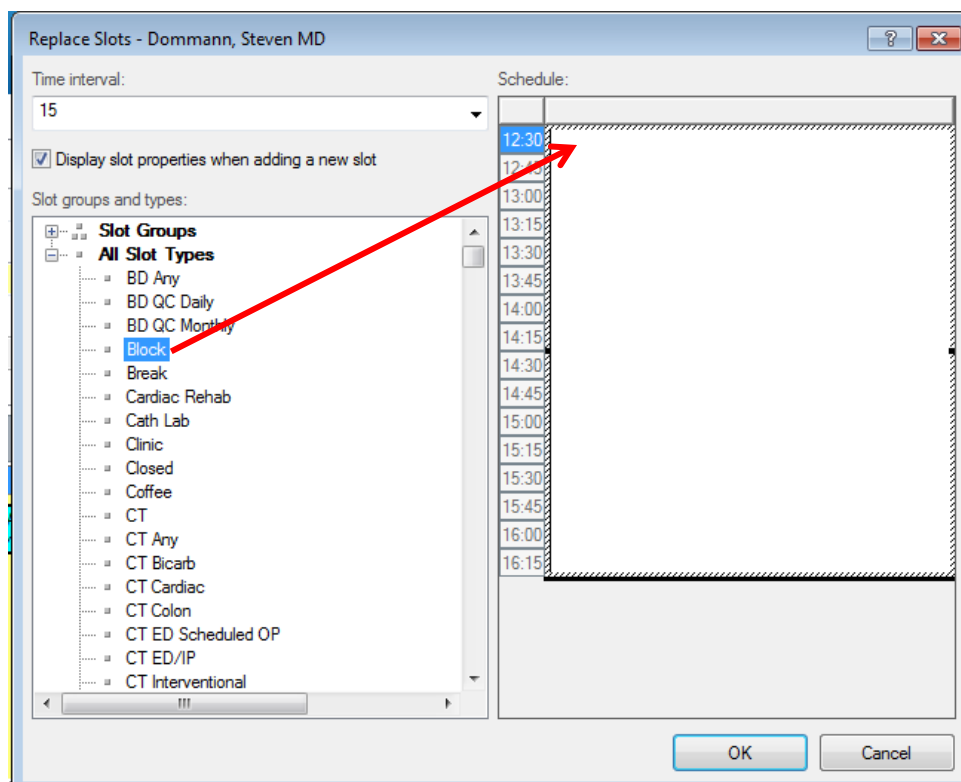 Replace Slots - Dommann, Steven MD
Time interval:
15
Display slot properties when adding a new slot
Slot groups and types:
Slot Groups
All Slot Types
BD Any
BD QC Daily
BD QC Monthly
Block
Break
Cardiac Rehab
Cath Lab
Clinic
Closed
Coffee
CT
CT Any
CT Bicarb
CT Cardiac
CT Colon
CT ED Scheduled OP
CT ED/IP
CT Interventional
Schedule:
12:30
12:45
13:00
13:15
13:30
13:45
14:00
14:15
14:30
14:45
15:00
15:15
15:30
15:45
16:00
16:15
OK
Cancel